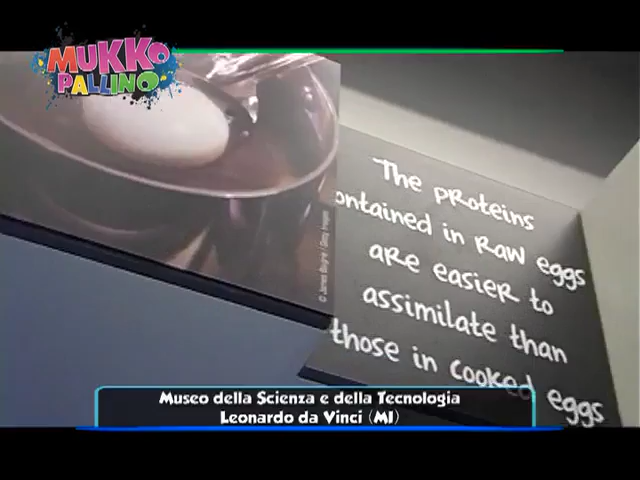 MUKKO
PALLINO
The proteins
ontained in raw eggs
are easier to
assimilate than
those in cooked eggs
Museo della Scienza e della Tecnologia
Leonardo da Vinci (MI)